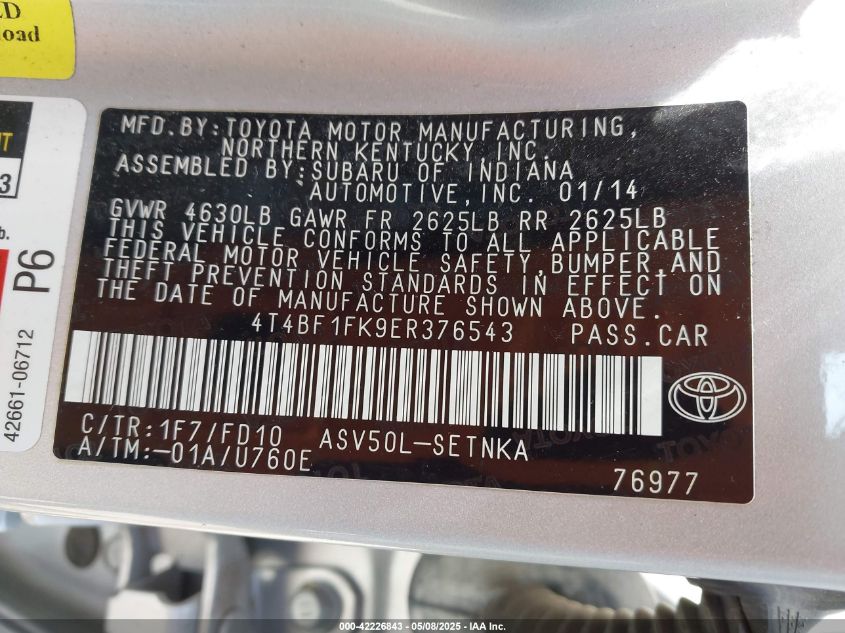 D
oad
NT
3
b.
P6
42661-06712
MFD.BY:TOYOTA MOTOR MANUFACTURING,
NORTHERN KENTUCKY INC.
ASSEMBLED BY:SUBARU OF INDIANA
AUTOMOTIVE,INC. 01/14
GVWR 4630LB GAWR FR 2625LB RR 2625LB
THIS VEHICLE CONFORMS TO ALL APPLICABLE
FEDERAL MOTOR VEHICLE SAFETY,BUMPER,AND
THEFT PREVENTION STANDARDS IN EFFECT ON
THE DATE OF MANUFACTURE SHOWN ABOVE.
4T4BF1FK9ER376543 PASS.CAR
C/TR:1F7/FD10 ASV50L-SETNKA
A/TM:-01A/U760E
76977
000-42226843 - 05/08/2025 - IAA Inc.